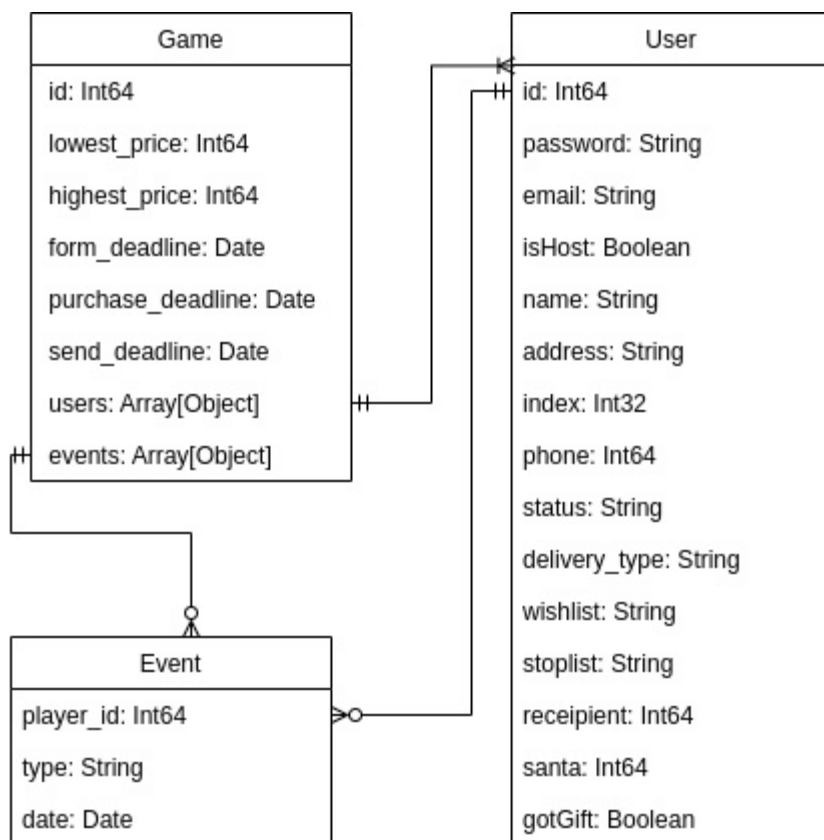 Game
id: Int64
lowest_price: Int64
highest_price: Int64
form_deadline: Date
purchase_deadline: Date
send_deadline: Date
users: Array[Object]
events: Array[Object]
User
id: Int64
password: String
email: String
isHost: Boolean
name: String
address: String
index: Int32
phone: Int64
status: String
delivery_type: String
wishlist: String
stoplist: String
receipient: Int64
santa: Int64
gotGift: Boolean
Event
player_id: Int64
type: String
date: Date